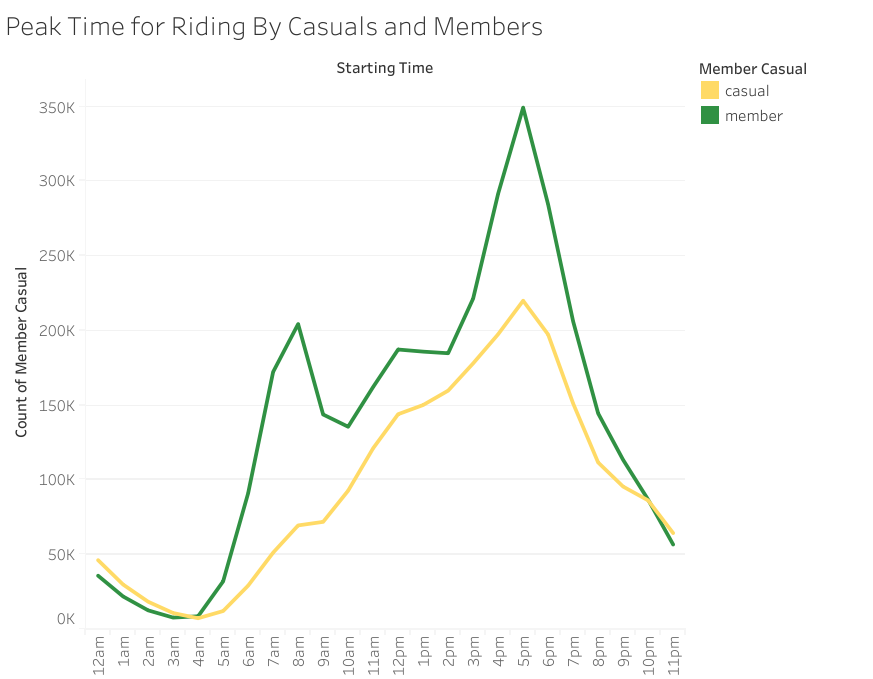 Peak Time for Riding By Casuals and Members
Starting Time
Member Casual
casual
member
Count of Member Casual
350K
300K
250K
200K
150K
100K
50K
0K
12am
1am
2am
3am
4am
5am
6am
7am
8am
9am
10am
11am
12pm
1pm
2pm
3pm
4pm
5pm
6pm
7pm
8pm
9pm
10pm
11pm